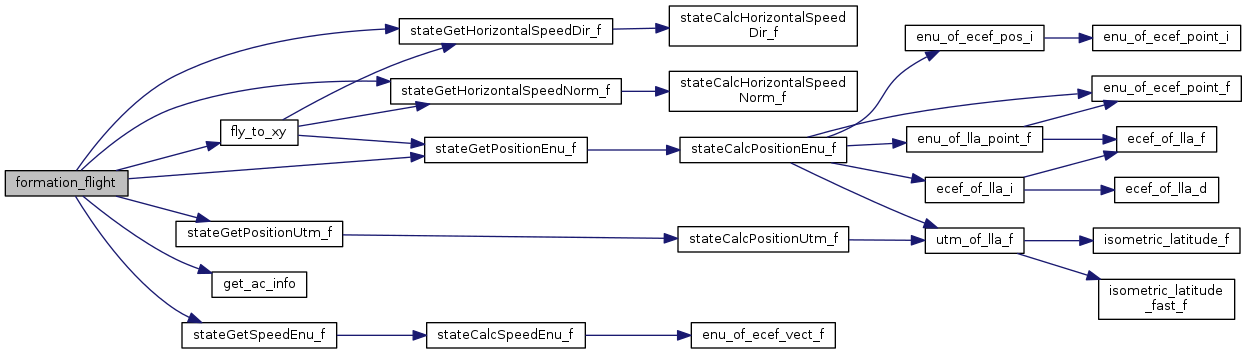 formation_flight
stateGetHorizontalSpeedDir_f
stateCalcHorizontalSpeed
Dir_f
stateGetHorizontalSpeedNorm_f
stateCalcHorizontalSpeed
Norm_f
fly_to_xy
stateGetPositionEnu_f
stateCalcPositionEnu_f
enu_of_ecef_pos_i
enu_of_ecef_point_i
enu_of_ecef_point_f
enu_of_lla_point_f
ecef_of_lla_f
ecef_of_lla_i
ecef_of_lla_d
stateGetPositionUtm_f
stateCalcPositionUtm_f
utm_of_lla_f
isometric_latitude_f
isometric_latitude
_fast_f
get_ac_info
stateGetSpeedEnu_f
stateCalcSpeedEnu_f
enu_of_ecef_vect_f